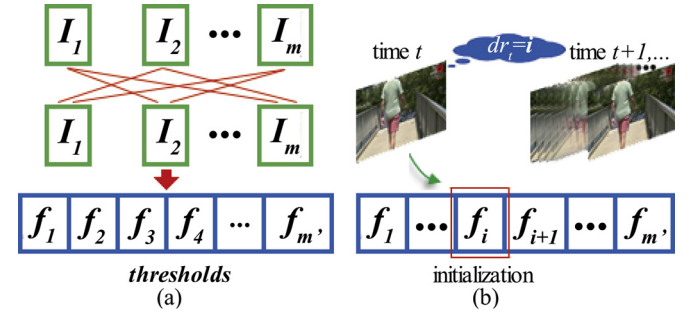 I1 I2 ••• Im
I1 I2 ••• Im
f1 f2 f3 f4 ... fm'
thresholds
(a)
time t
drt=i
time t+1,...
•••
f1 ••• fi fi+1 ••• fm'
initialization
(b)